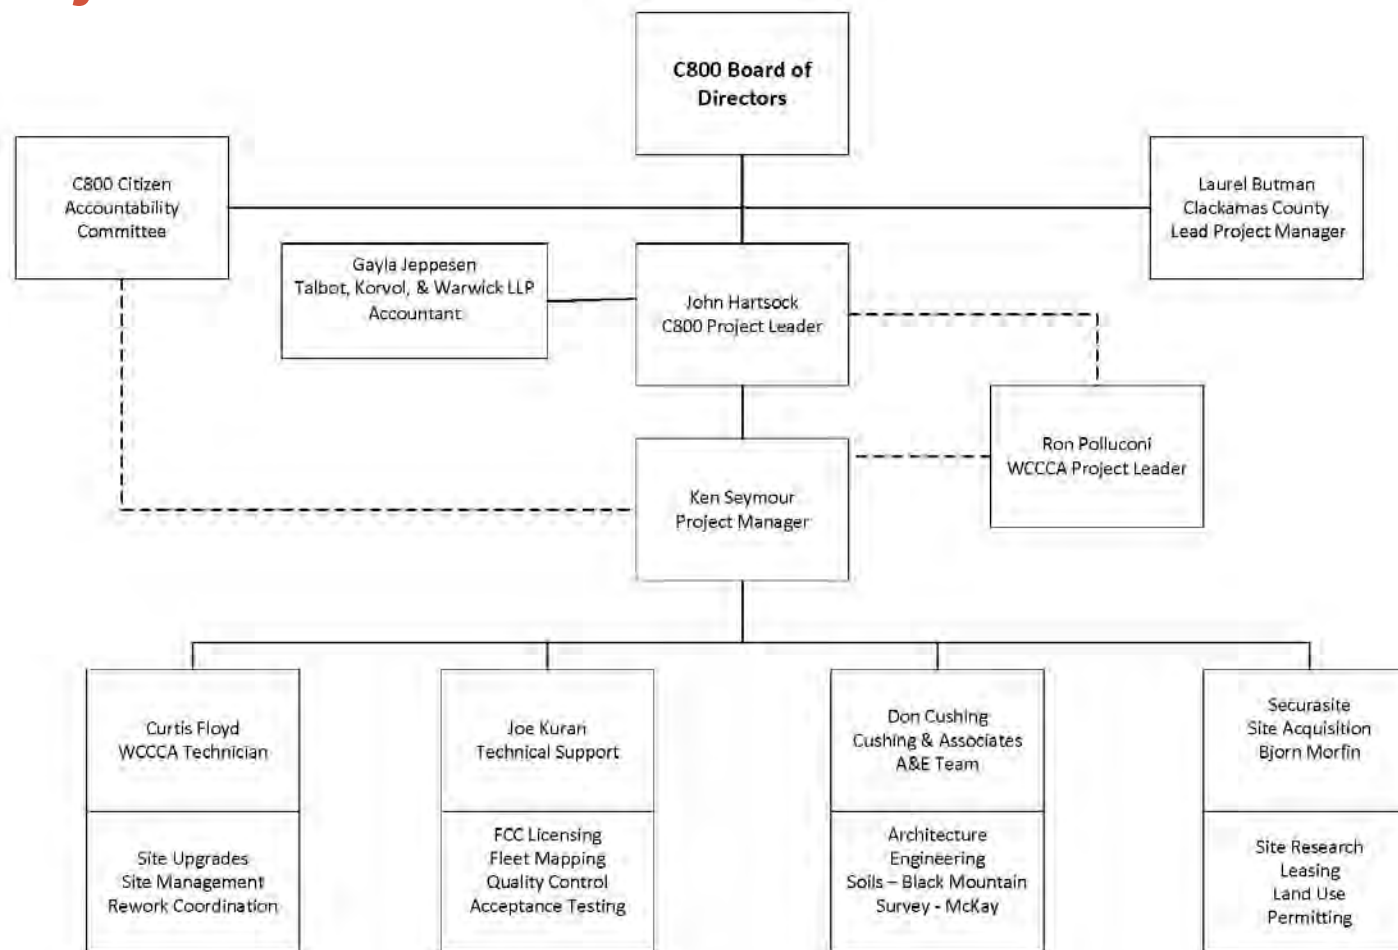 C800 Board of
Directors
C800 Citizen
Accountability
Committee
Laurel Butman
Clackamas County
Lead Project Manager
Gayla Jeppesen
Talbot, Korvol, & Warwick LLP
Accountant
John Hartsock
C800 Project Leader
Ron Polluconi
WCCCA Project Leader
Ken Seymour
Project Manager
Curtis Floyd
WCCCA Technician
Joe Kuran
Technical Support
Don Cushing
Cushing & Associates
A&E Team
Securasite
Site Acquisition
Bjorn Morfin
Site Upgrades
Site Management
Rework Coordination
FCC Licensing
Fleet Mapping
Quality Control
Acceptance Testing
Architecture
Engineering
Soils – Black Mountain
Survey - McKay
Site Research
Leasing
Land Use
Permitting